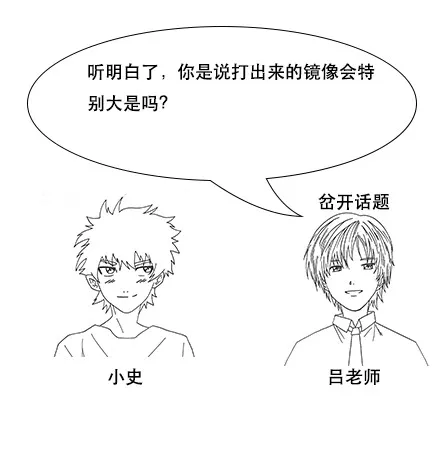 听明白了，你是说打出来的镜像会特
别大是吗？
岔开话题
小史
吕老师